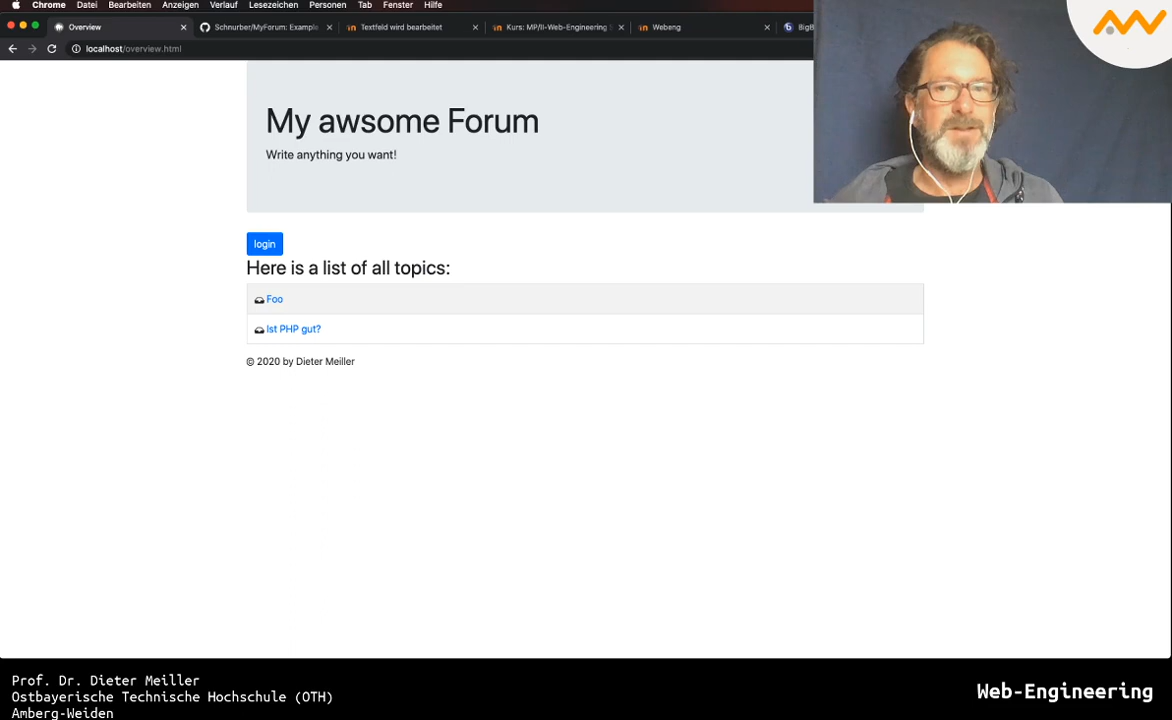 Chrome Datei Bearbeiten Anzeigen Verlauf Lesezeichen Personen Tab Fenster Hilfe
Overview Schnurber/MyForum: Example Textfeld wird bearbeitet Kurs: MP/II-Web-Engineering Webeng BigB
localhost/overview.html
My awsome Forum
Write anything you want!
login
Here is a list of all topics:
Foo
Ist PHP gut?
© 2020 by Dieter Meiller
Prof. Dr. Dieter Meiller
Ostbayerische Technische Hochschule (OTH)
Amberg-Weiden
Web-Engineering